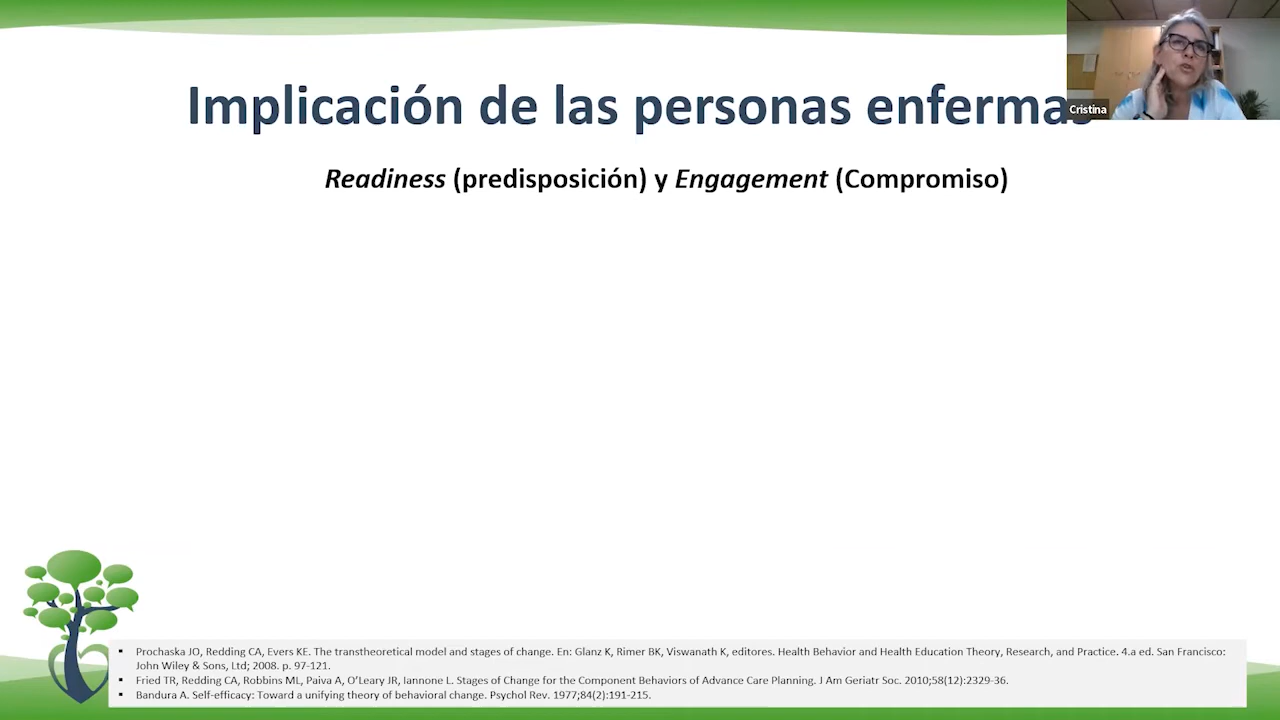 Implicación de las personas enfermas
Cristina
Readiness (predisposición) y Engagement (Compromiso)
▪ Prochaska JO, Redding CA, Evers KE. The transtheoretical model and stages of change. En: Glanz K, Rimer BK, Viswanath K, editores. Health Behavior and Health Education Theory, Research, and Practice. 4.a ed. San Francisco:
John Wiley & Sons, Ltd; 2008. p. 97-121.
▪ Fried TR, Redding CA, Robbins ML, Paiva A, O’Leary JR, Iannone L. Stages of Change for the Component Behaviors of Advance Care Planning. J Am Geriatr Soc. 2010;58(12):2329-36.
▪ Bandura A. Self-efficacy: Toward a unifying theory of behavioral change. Psychol Rev. 1977;84(2):191-215.